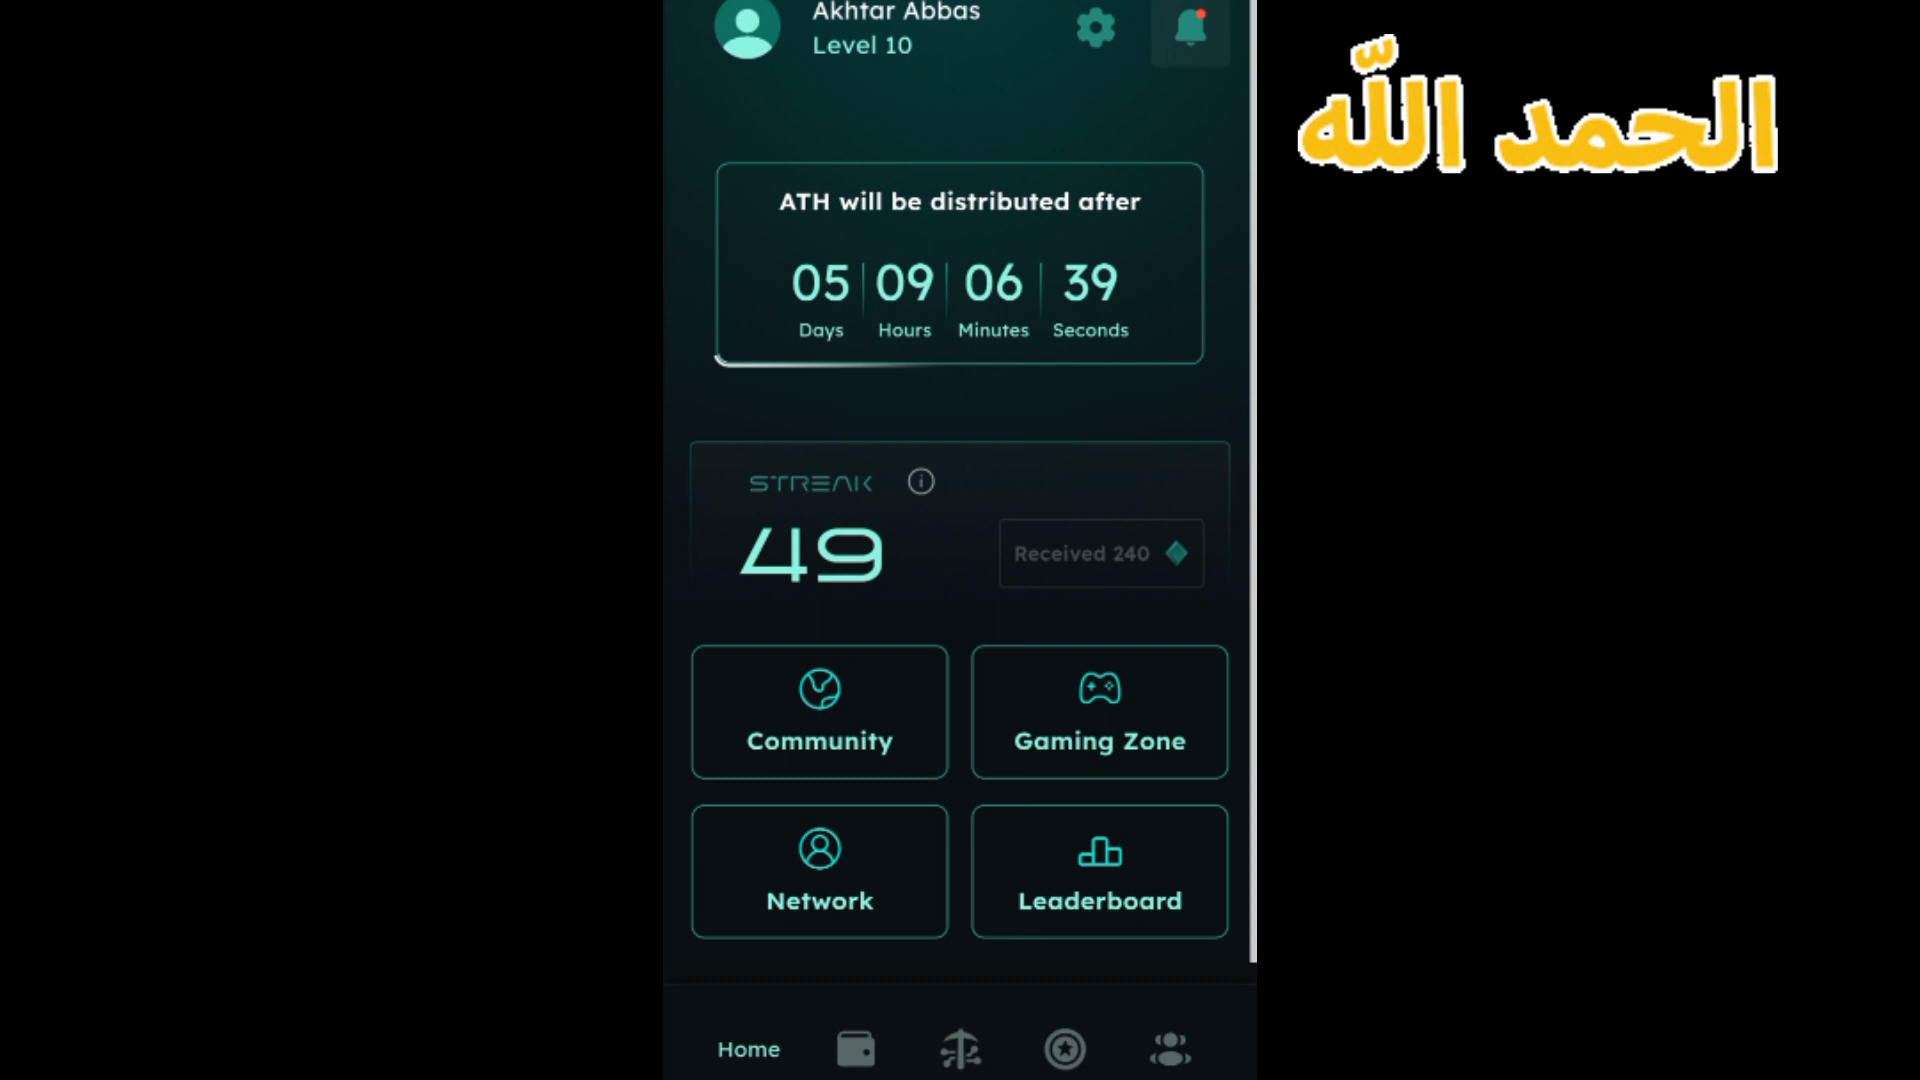 Akhtar Abbas
Level 10
الحمد اللّه
ATH will be distributed after
05 09 06 39
Days Hours Minutes Seconds
STREAK
49
Received 240
Community
Gaming Zone
Network
Leaderboard
Home